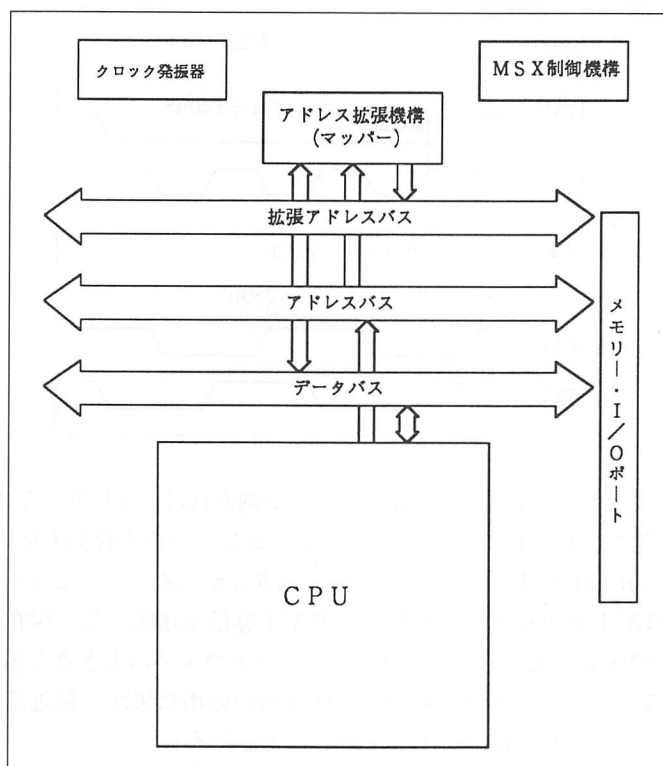 クロック発振器
MSX制御機構
アドレス拡張機構
(マッパー)
拡張アドレスバス
アドレスバス
データバス
メモリー・I/Oポート
CPU